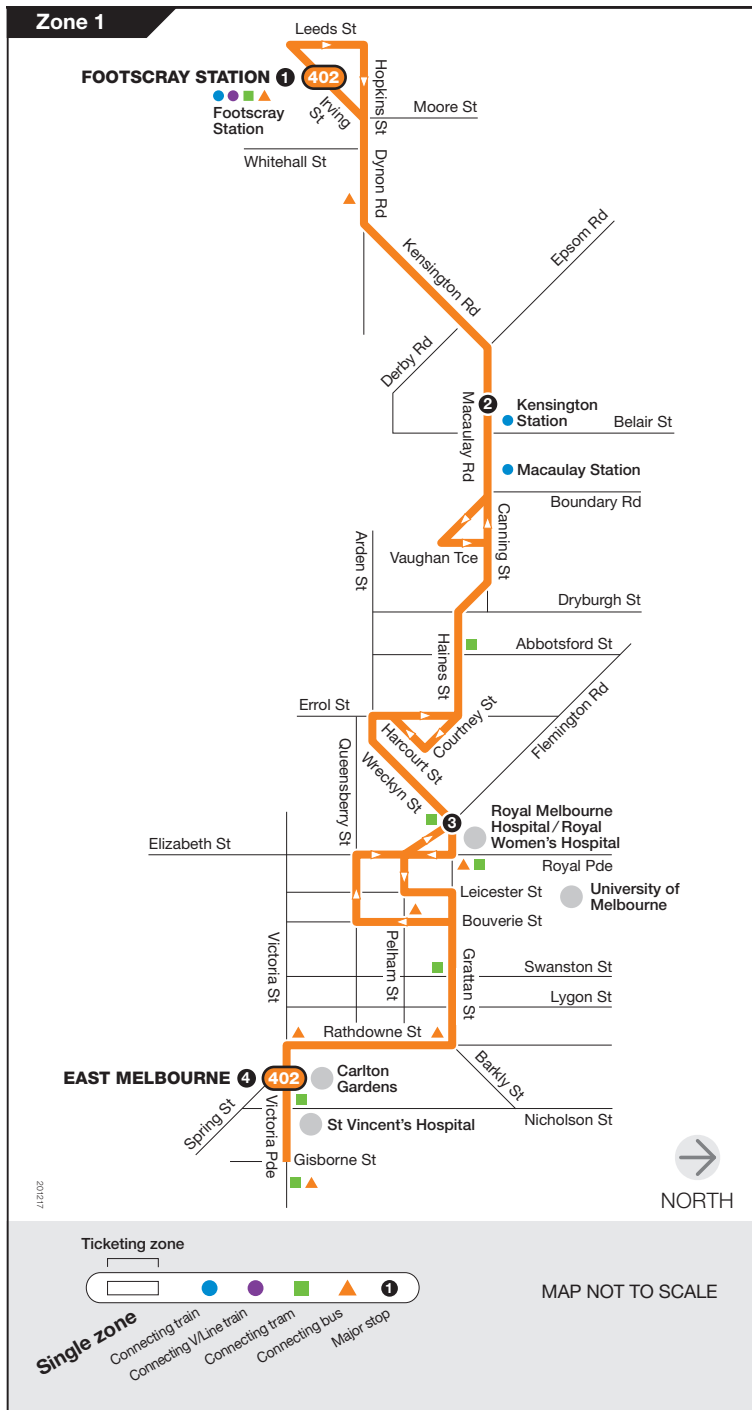 Zone 1
Leeds St
FOOTSCRAY STATION 1 402
Hopkins St
Irving
St
Footscray
Station
Moore St
Whitehall St
Dynon Rd
Epsom Rd
Kensington Rd
Derby Rd
Macaulay Rd
2
Kensington
Station
Belair St
Macaulay Station
Boundary Rd
Canning St
Arden St
Vaughan Tce
Dryburgh St
Haines St
Abbotsford St
Errol St
Courtney St
Harcourt St
Flemington Rd
Wreckyn St
Queensberry St
3
Royal Melbourne
Hospital/Royal
Women's Hospital
Elizabeth St
Royal Pde
Leicester St
University of
Melbourne
Bouverie St
Victoria St
Pelham St
Grattan St
Swanston St
Lygon St
Rathdowne St
Barkly St
EAST MELBOURNE 4 402
Carlton
Gardens
Spring St
Victoria Pde
Nicholson St
St Vincent's Hospital
Gisborne St
201217
NORTH
Ticketing zone
1
Single zone
Connecting train
Connecting V/Line train
Connecting tram
Connecting bus
Major stop
MAP NOT TO SCALE